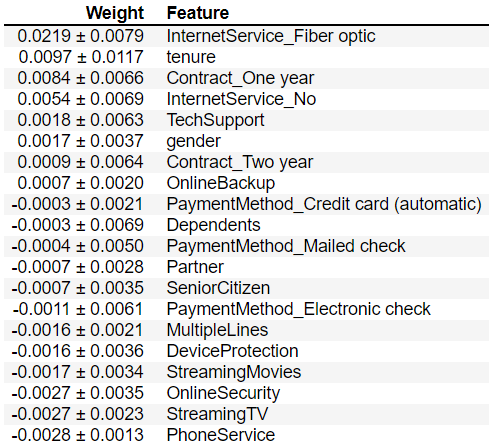 Weight Feature
0.0219 ± 0.0079 InternetService_Fiber optic
0.0097 ± 0.0117 tenure
0.0084 ± 0.0066 Contract_One year
0.0054 ± 0.0069 InternetService_No
0.0018 ± 0.0063 TechSupport
0.0017 ± 0.0037 gender
0.0009 ± 0.0064 Contract_Two year
0.0007 ± 0.0020 OnlineBackup
-0.0003 ± 0.0021 PaymentMethod_Credit card (automatic)
-0.0003 ± 0.0069 Dependents
-0.0004 ± 0.0050 PaymentMethod_Mailed check
-0.0007 ± 0.0028 Partner
-0.0007 ± 0.0035 SeniorCitizen
-0.0011 ± 0.0061 PaymentMethod_Electronic check
-0.0016 ± 0.0021 MultipleLines
-0.0016 ± 0.0036 DeviceProtection
-0.0017 ± 0.0034 StreamingMovies
-0.0027 ± 0.0035 OnlineSecurity
-0.0027 ± 0.0023 StreamingTV
-0.0028 ± 0.0013 PhoneService